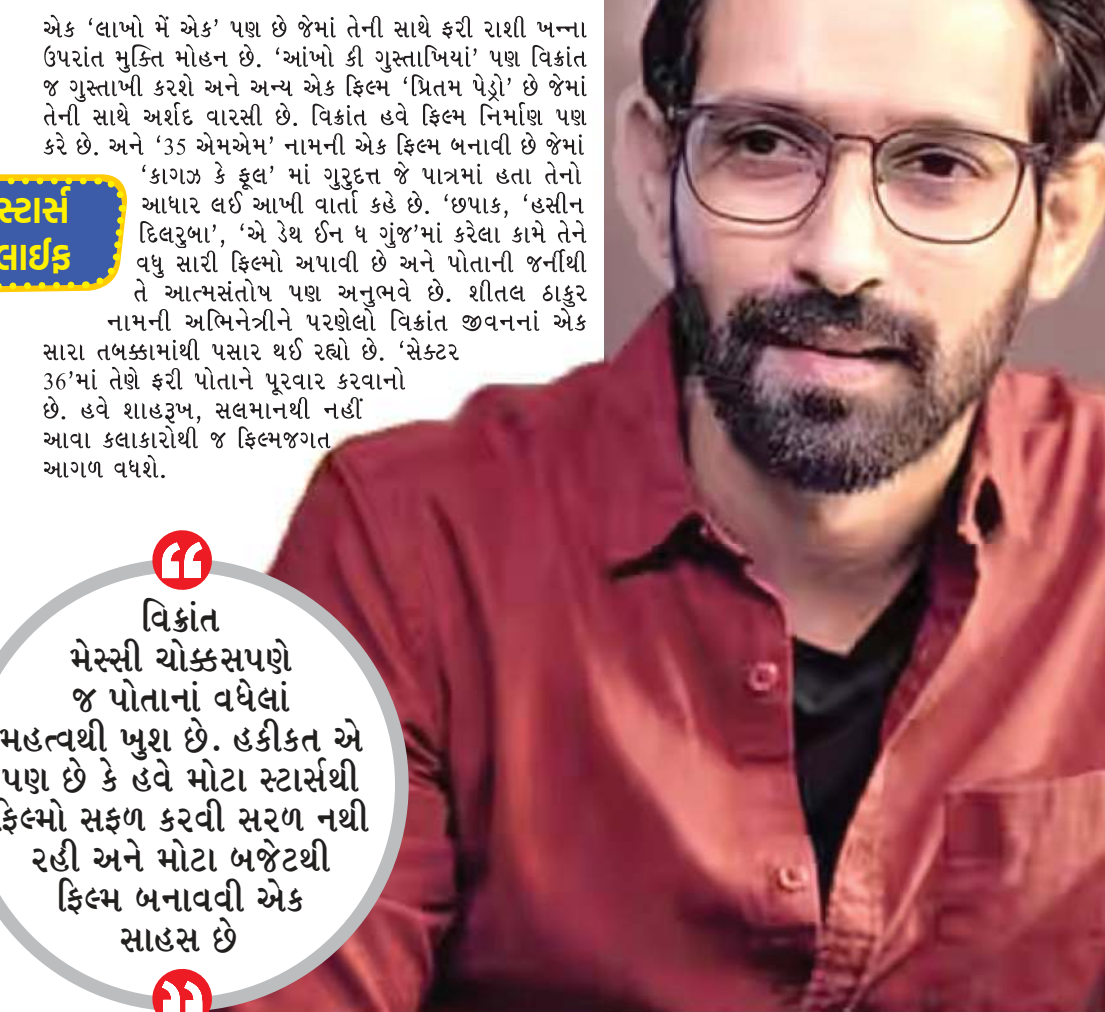 એક ‘લાખો મેં એક’ પણ છે જેમાં તેની સાથે ફરી રાશી ખન્ના
ઉપરાંત મુક્તિ મોહન છે. ‘આંખો કી ગુસ્તાખિયાં’ પણ વિક્રાંત
જ ગુસ્તાખી કરશે અને અન્ય એક ફિલ્મ ‘પ્રિતમ પેડ્રો’ છે જેમાં
તેની સાથે અર્શદ વારસી છે. વિક્રાંત હવે ફિલ્મ નિર્માણ પણ
કરે છે. અને ‘35 એમએમ’ નામની એક ફિલ્મ બનાવી છે જેમાં
‘કાગઝ કે ફૂલ’ માં ગુરુદત્ત જે પાત્રમાં હતા તેનો
આધાર લઈ આખી વાર્તા કહે છે. ‘છપાક, ‘હસીન
દિલરુબા’, ‘એ ડેથ ઈન ધ ગુંજ’માં કરેલા કામે તેને
વધુ સારી ફિલ્મો અપાવી છે અને પોતાની જર્નીથી
તે આત્મસંતોષ પણ અનુભવે છે. શીતલ ઠાકુર
નામની અભિનેત્રીને પરણેલો વિક્રાંત જીવનનાં એક
સારા તબક્કામાંથી પસાર થઈ રહ્યો છે. ‘સેક્ટર
36’માં તેણે ફરી પોતાને પૂરવાર કરવાનો
છે. હવે શાહરૂખ, સલમાનથી નહીં
આવા કલાકારોથી જ ફિલ્મજગત
આગળ વધશે.
સ્ટાર્સ
લાઈફ
વિક્રાંત
મેસ્સી ચોક્કસપણે
જ પોતાનાં વધેલાં
મહત્વથી ખુશ છે. હકીકત એ
પણ છે કે હવે મોટા સ્ટાર્સથી
ફિલ્મો સફળ કરવી સરળ નથી
રહી અને મોટા બજેટથી
ફિલ્મ બનાવવી એક
સાહસ છે